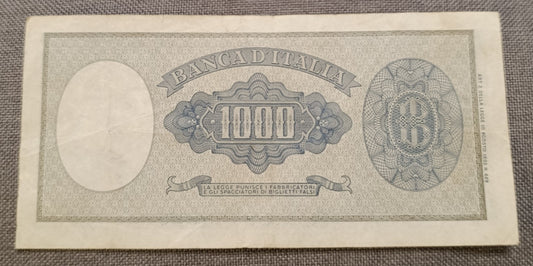 BANCA D'ITALIA
1000
LA LEGGE PUNISCE I FABBRICATORI
E GLI SPACCIATORI DI BIGLIETTI FALSI